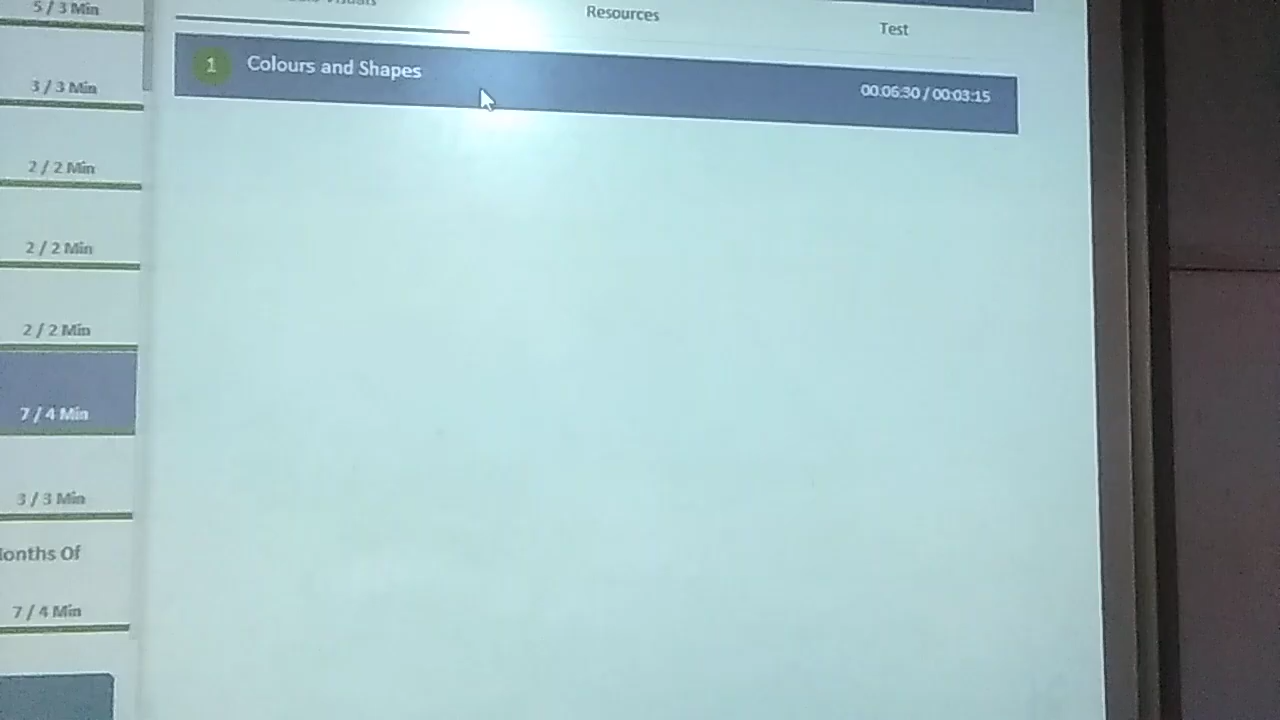 5 / 3 Min
Resources
Test
1 Colours and Shapes 00:06:30 / 00:03:15
3 / 3 Min
2 / 2 Min
2 / 2 Min
2 / 2 Min
7 / 4 Min
3 / 3 Min
Months Of
7 / 4 Min